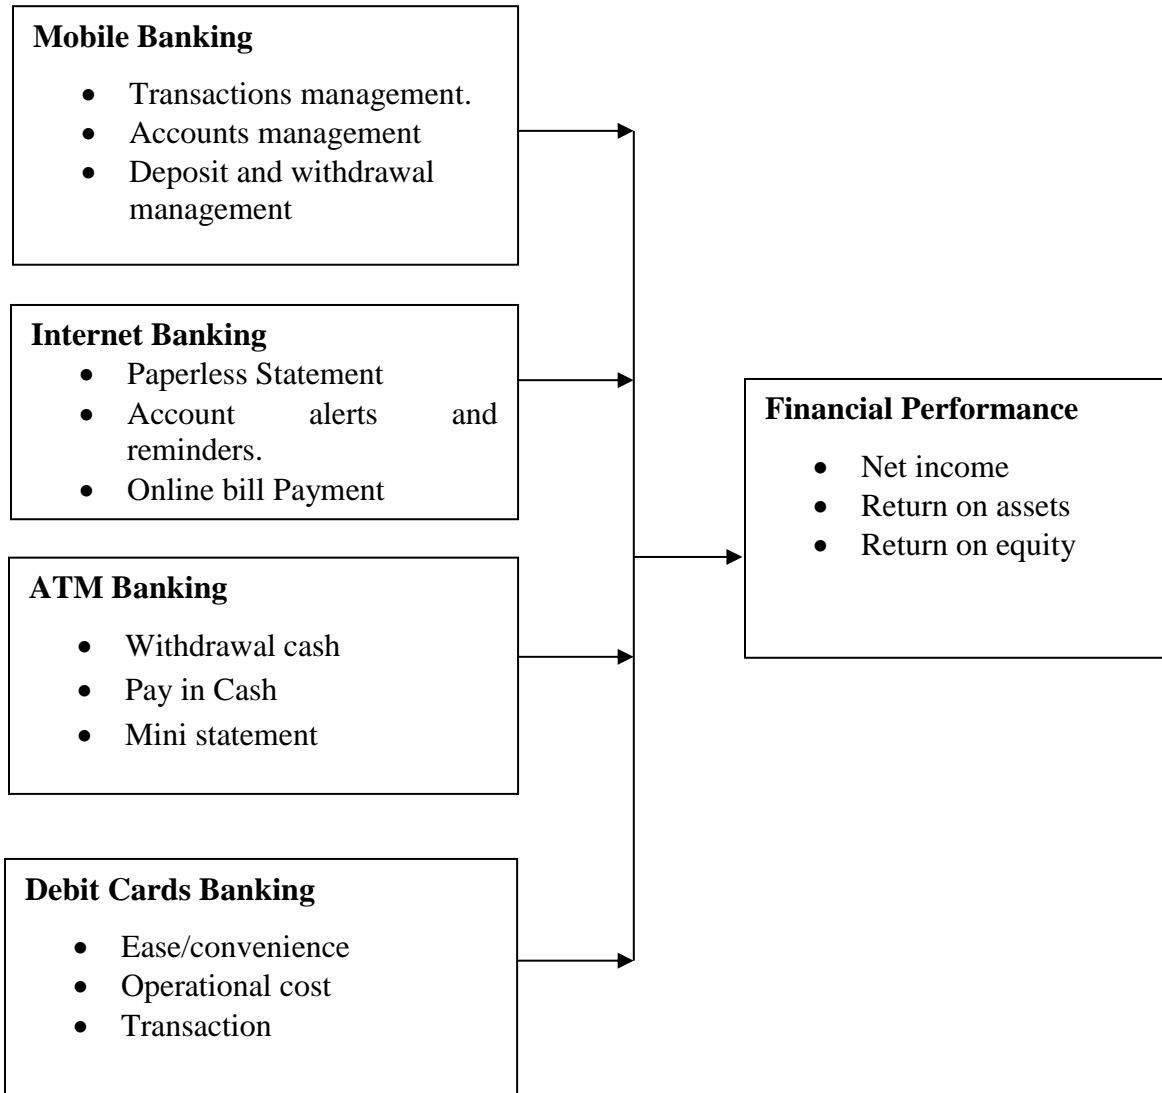 Mobile Banking
• Transactions management.
• Accounts management
• Deposit and withdrawal
management
Internet Banking
• Paperless Statement
• Account alerts and
reminders.
• Online bill Payment
ATM Banking
• Withdrawal cash
• Pay in Cash
• Mini statement
Debit Cards Banking
• Ease/convenience
• Operational cost
• Transaction
Financial Performance
• Net income
• Return on assets
• Return on equity